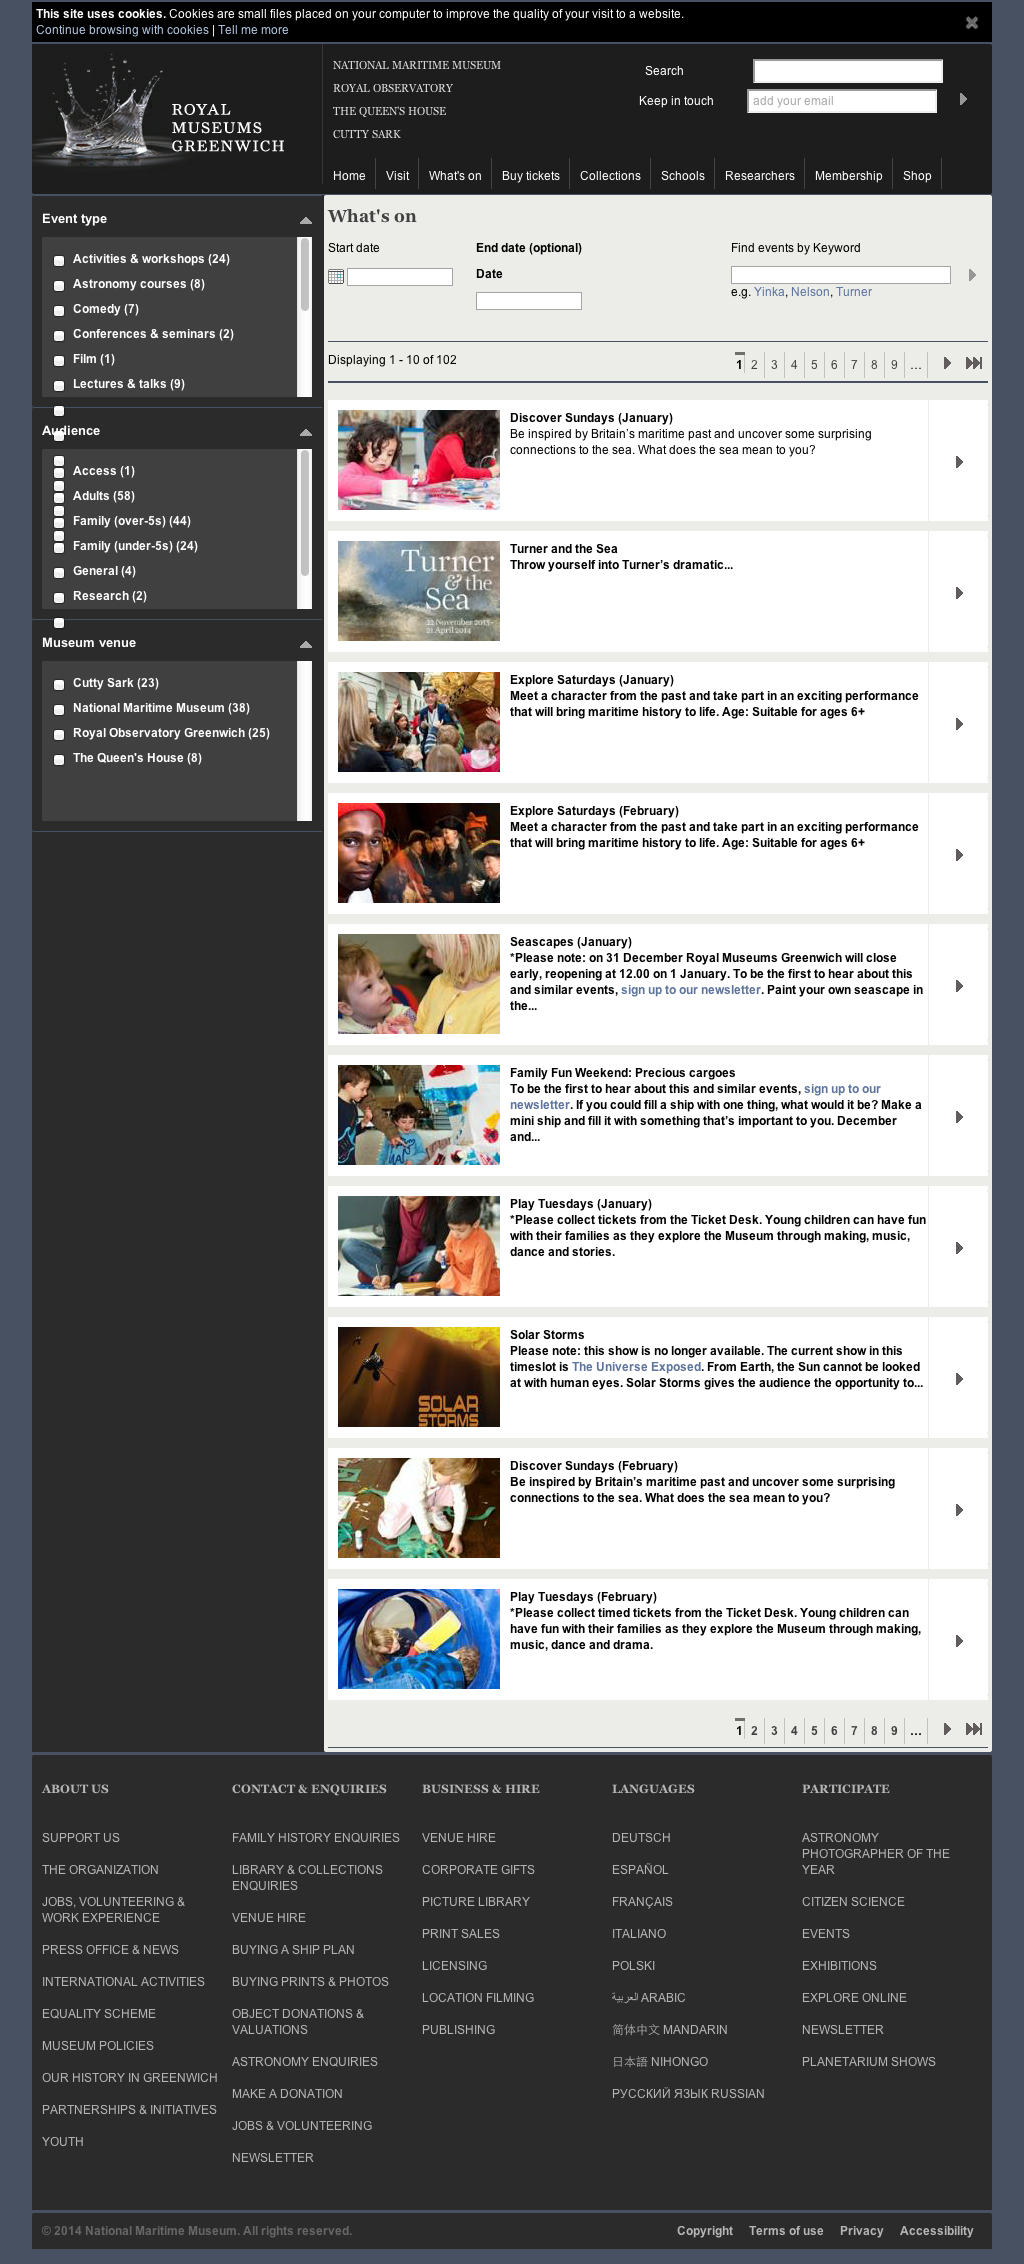 This site uses cookies. Cookies are small files placed on your computer to improve the quality of your visit to a website.
Continue browsing with cookies | Tell me more
ROYAL
MUSEUMS
GREENWICH
NATIONAL MARITIME MUSEUM
ROYAL OBSERVATORY
THE QUEEN'S HOUSE
CUTTY SARK
Search
Keep in touch add your email
Home Visit What's on Buy tickets Collections Schools Researchers Membership Shop
Event type
Activities & workshops (24)
Astronomy courses (8)
Comedy (7)
Conferences & seminars (2)
Film (1)
Lectures & talks (9)
Audience
Access (1)
Adults (58)
Family (over-5s) (44)
Family (under-5s) (24)
General (4)
Research (2)
Museum venue
Cutty Sark (23)
National Maritime Museum (38)
Royal Observatory Greenwich (25)
The Queen's House (8)
What's on
Start date
End date (optional)
Date
Find events by Keyword
e.g. Yinka, Nelson, Turner
Displaying 1 - 10 of 102
1 2 3 4 5 6 7 8 9 ...
Discover Sundays (January)
Be inspired by Britain's maritime past and uncover some surprising
connections to the sea. What does the sea mean to you?
Turner
& the
Sea
22 November 2013-
21 April 2014
Turner and the Sea
Throw yourself into Turner's dramatic...
Explore Saturdays (January)
Meet a character from the past and take part in an exciting performance
that will bring maritime history to life. Age: Suitable for ages 6+
Explore Saturdays (February)
Meet a character from the past and take part in an exciting performance
that will bring maritime history to life. Age: Suitable for ages 6+
Seascapes (January)
*Please note: on 31 December Royal Museums Greenwich will close
early, reopening at 12.00 on 1 January. To be the first to hear about this
and similar events, sign up to our newsletter. Paint your own seascape in
the...
Family Fun Weekend: Precious cargoes
To be the first to hear about this and similar events, sign up to our
newsletter. If you could fill a ship with one thing, what would it be? Make a
mini ship and fill it with something that's important to you. December
and...
Play Tuesdays (January)
*Please collect tickets from the Ticket Desk. Young children can have fun
with their families as they explore the Museum through making, music,
dance and stories.
SOLAR
STORMS
Solar Storms
Please note: this show is no longer available. The current show in this
timeslot is The Universe Exposed. From Earth, the Sun cannot be looked
at with human eyes. Solar Storms gives the audience the opportunity to...
Discover Sundays (February)
Be inspired by Britain's maritime past and uncover some surprising
connections to the sea. What does the sea mean to you?
Play Tuesdays (February)
*Please collect timed tickets from the Ticket Desk. Young children can
have fun with their families as they explore the Museum through making,
music, dance and drama.
1 2 3 4 5 6 7 8 9 ...
ABOUT US
SUPPORT US
THE ORGANIZATION
JOBS, VOLUNTEERING &
WORK EXPERIENCE
PRESS OFFICE & NEWS
INTERNATIONAL ACTIVITIES
EQUALITY SCHEME
MUSEUM POLICIES
OUR HISTORY IN GREENWICH
PARTNERSHIPS & INITIATIVES
YOUTH
CONTACT & ENQUIRIES
FAMILY HISTORY ENQUIRIES
LIBRARY & COLLECTIONS
ENQUIRIES
VENUE HIRE
BUYING A SHIP PLAN
BUYING PRINTS & PHOTOS
OBJECT DONATIONS &
VALUATIONS
ASTRONOMY ENQUIRIES
MAKE A DONATION
JOBS & VOLUNTEERING
NEWSLETTER
BUSINESS & HIRE
VENUE HIRE
CORPORATE GIFTS
PICTURE LIBRARY
PRINT SALES
LICENSING
LOCATION FILMING
PUBLISHING
LANGUAGES
DEUTSCH
ESPAÑOL
FRANÇAIS
ITALIANO
POLSKI
العربية ARABIC
简体中文 MANDARIN
日本語 NIHONGO
РУССКИЙ ЯЗЫК RUSSIAN
PARTICIPATE
ASTRONOMY
PHOTOGRAPHER OF THE
YEAR
CITIZEN SCIENCE
EVENTS
EXHIBITIONS
EXPLORE ONLINE
NEWSLETTER
PLANETARIUM SHOWS
© 2014 National Maritime Museum. All rights reserved.
Copyright Terms of use Privacy Accessibility